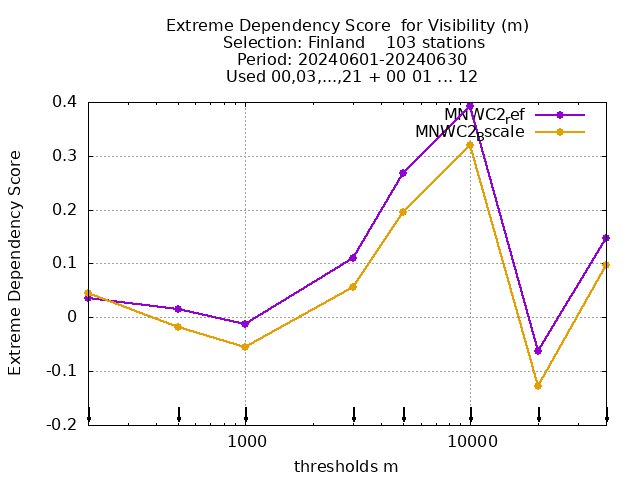 Extreme Dependency Score for Visibility (m)
Selection: Finland 103 stations
Period: 20240601-20240630
Used 00,03,...,21 + 00 01 ... 12
MNWC2ref
MNWC2Bscale
0.4
0.3
0.2
0.1
0
-0.1
-0.2
Extreme Dependency Score
1000
10000
thresholds m